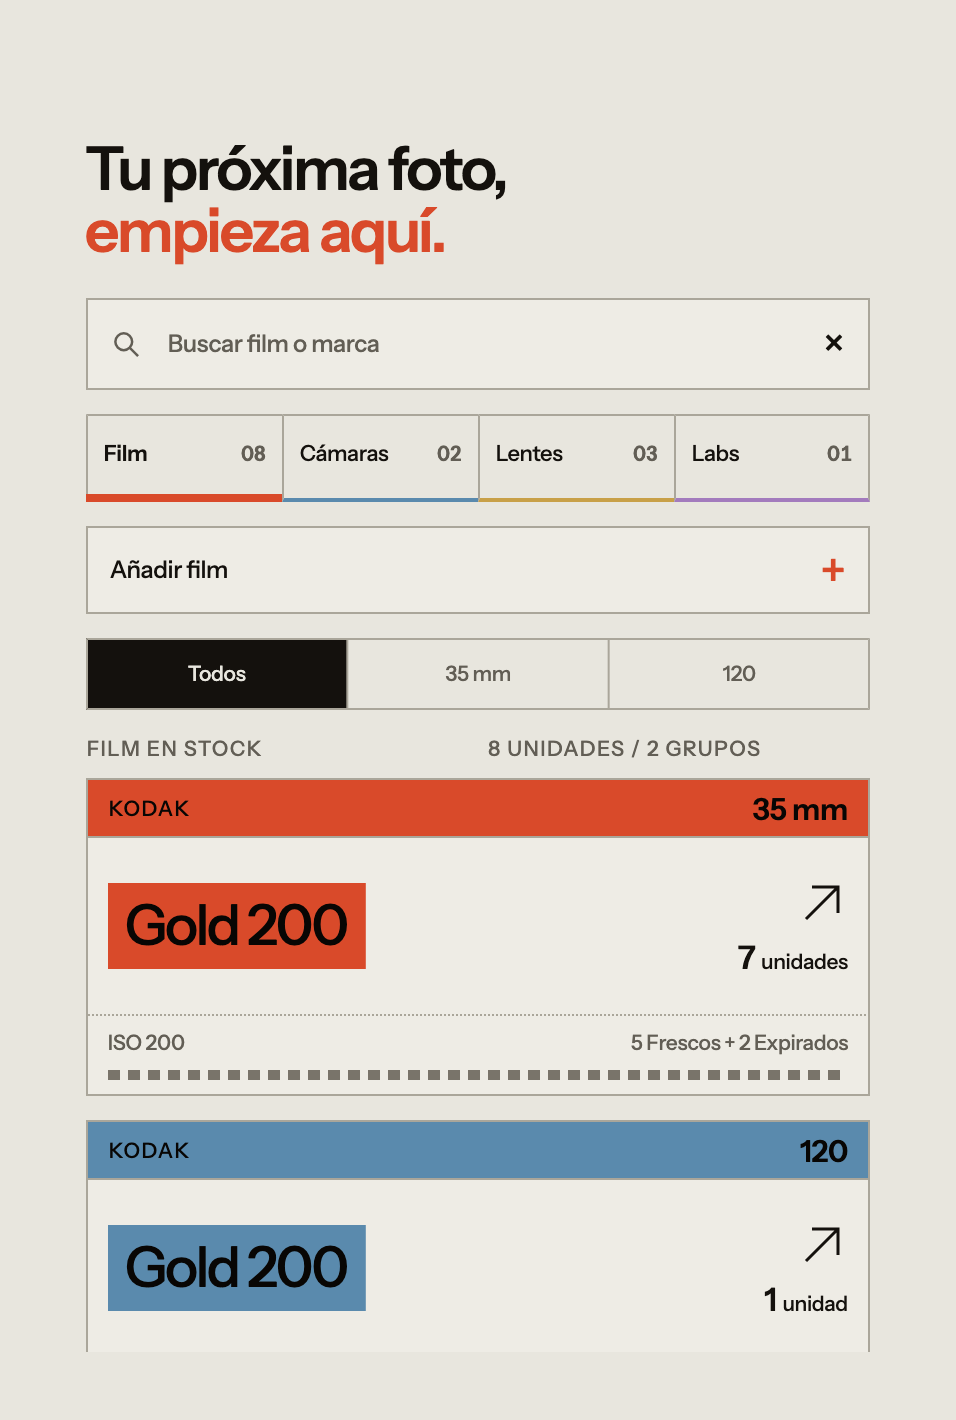 Tu próxima foto,
empieza aquí.
Buscar film o marca ×
Film 08 Cámaras 02 Lentes 03 Labs 01
Añadir film +
Todos 35 mm 120
FILM EN STOCK 8 UNIDADES / 2 GRUPOS
KODAK 35 mm
Gold 200
7 unidades
ISO 200 5 Frescos + 2 Expirados
KODAK 120
Gold 200
1 unidad